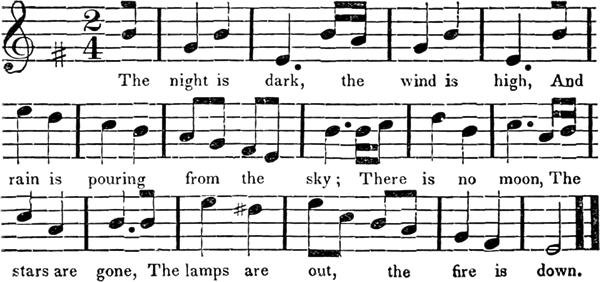 2
4
The night is dark, the wind is high, And
rain is pouring from the sky; There is no moon, The
stars are gone, The lamps are out, the fire is down.